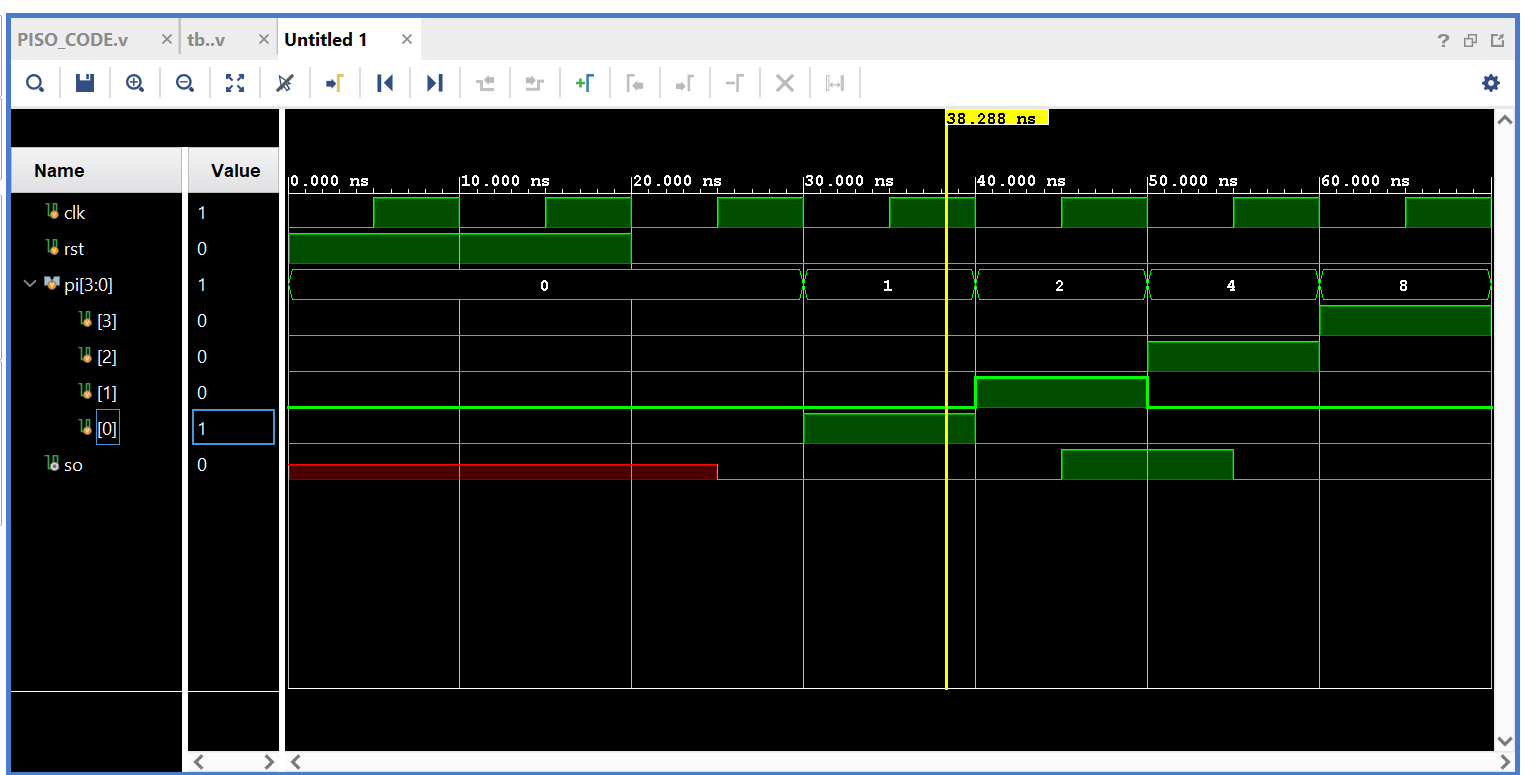 PISO_CODE.v × tb..v × Untitled 1 ×
?
38.288 ns
Name Value
0.000 ns 10.000 ns 20.000 ns 30.000 ns 40.000 ns 50.000 ns 60.000 ns
clk 1
rst 0
pi[3:0] 1 0 1 2 4 8
[3] 0
[2] 0
[1] 0
[0] 1
so 0